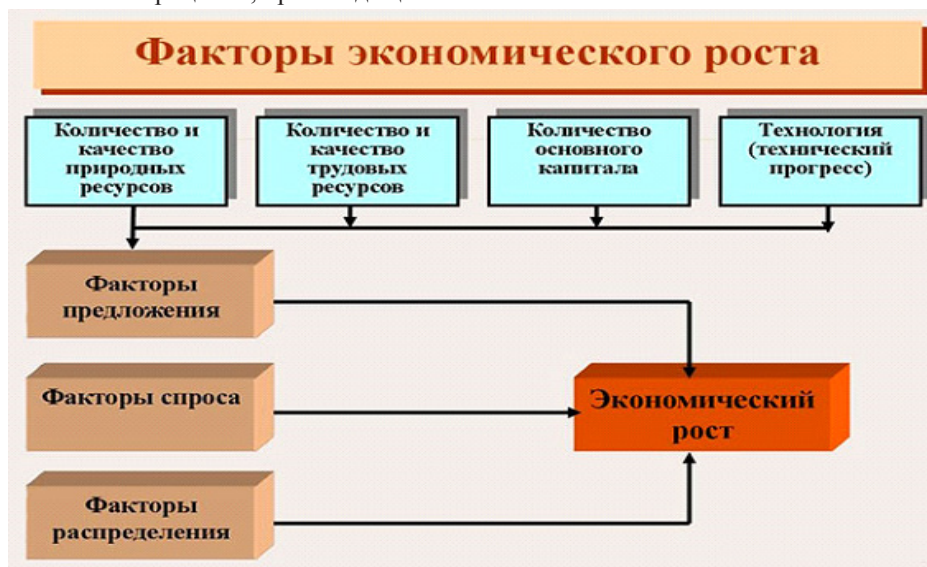 Факторы экономического роста
Количество и
качество
природных
ресурсов
Количество и
качество
трудовых
ресурсов
Количество
основного
капитала
Технология
(технический
прогресс)
Факторы
предложения
Факторы спроса
Экономический
рост
Факторы
распределения